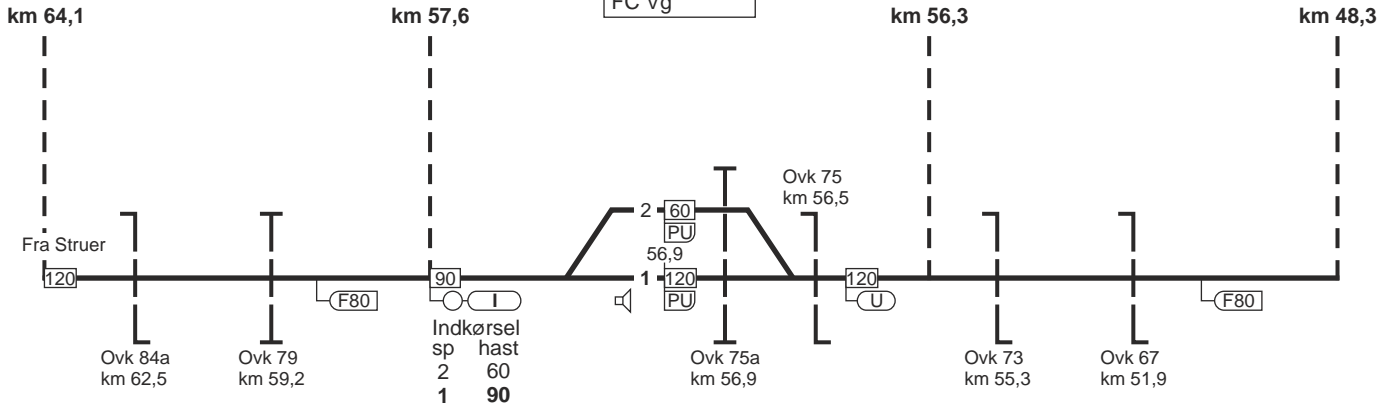 FC Vg
km 64,1
km 57,6
km 56,3
km 48,3
Ovk 75
km 56,5
2
60
PU
Fra Struer
56,9
120
90
1
120
120
F80
I
PU
U
F80
Indkørsel
sp hast
2 60
1 90
Ovk 84a
km 62,5
Ovk 79
km 59,2
Ovk 75a
km 56,9
Ovk 73
km 55,3
Ovk 67
km 51,9